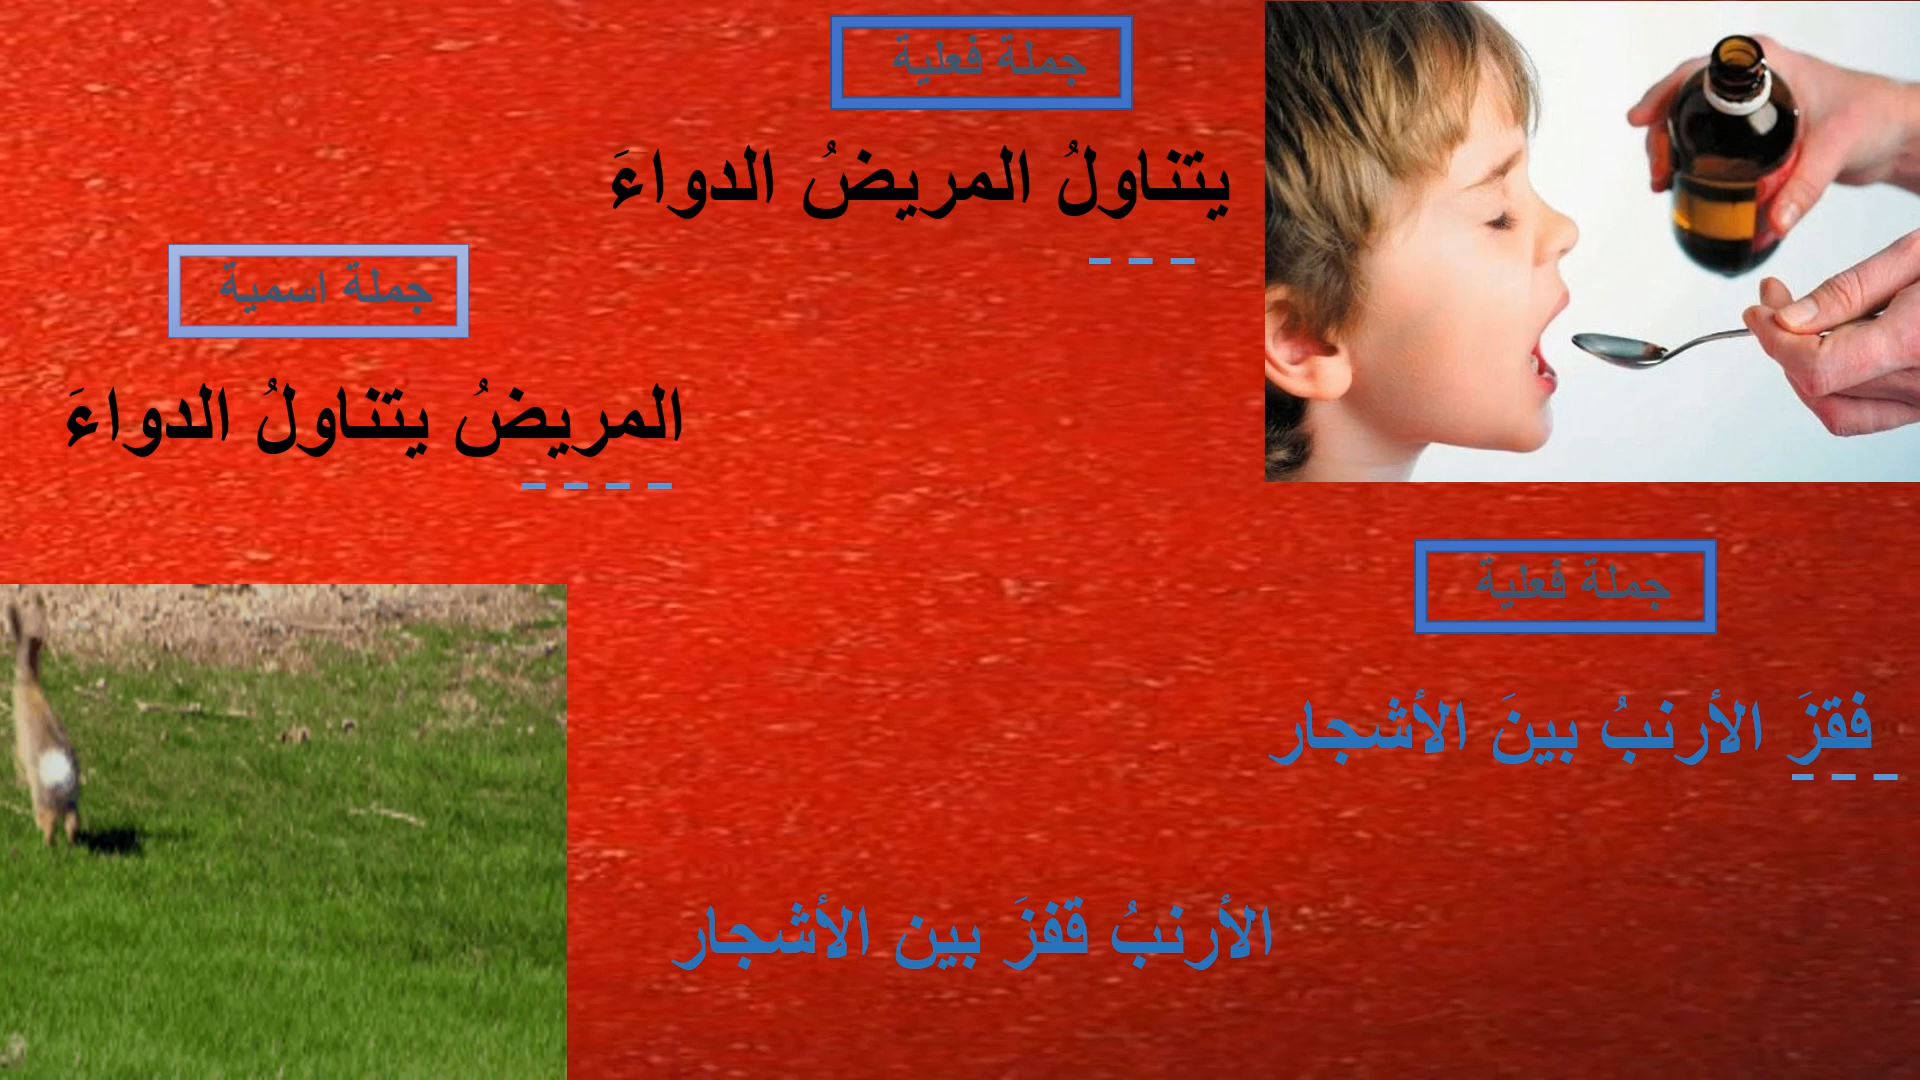 جملة فعلية
يتناولُ المريضُ الدواءَ
جملة اسمية
المريضُ يتناولُ الدواءَ
جملة فعلية
فقزَ الأرنبُ بينَ الأشجار
الأرنبُ قفزَ بين الأشجار